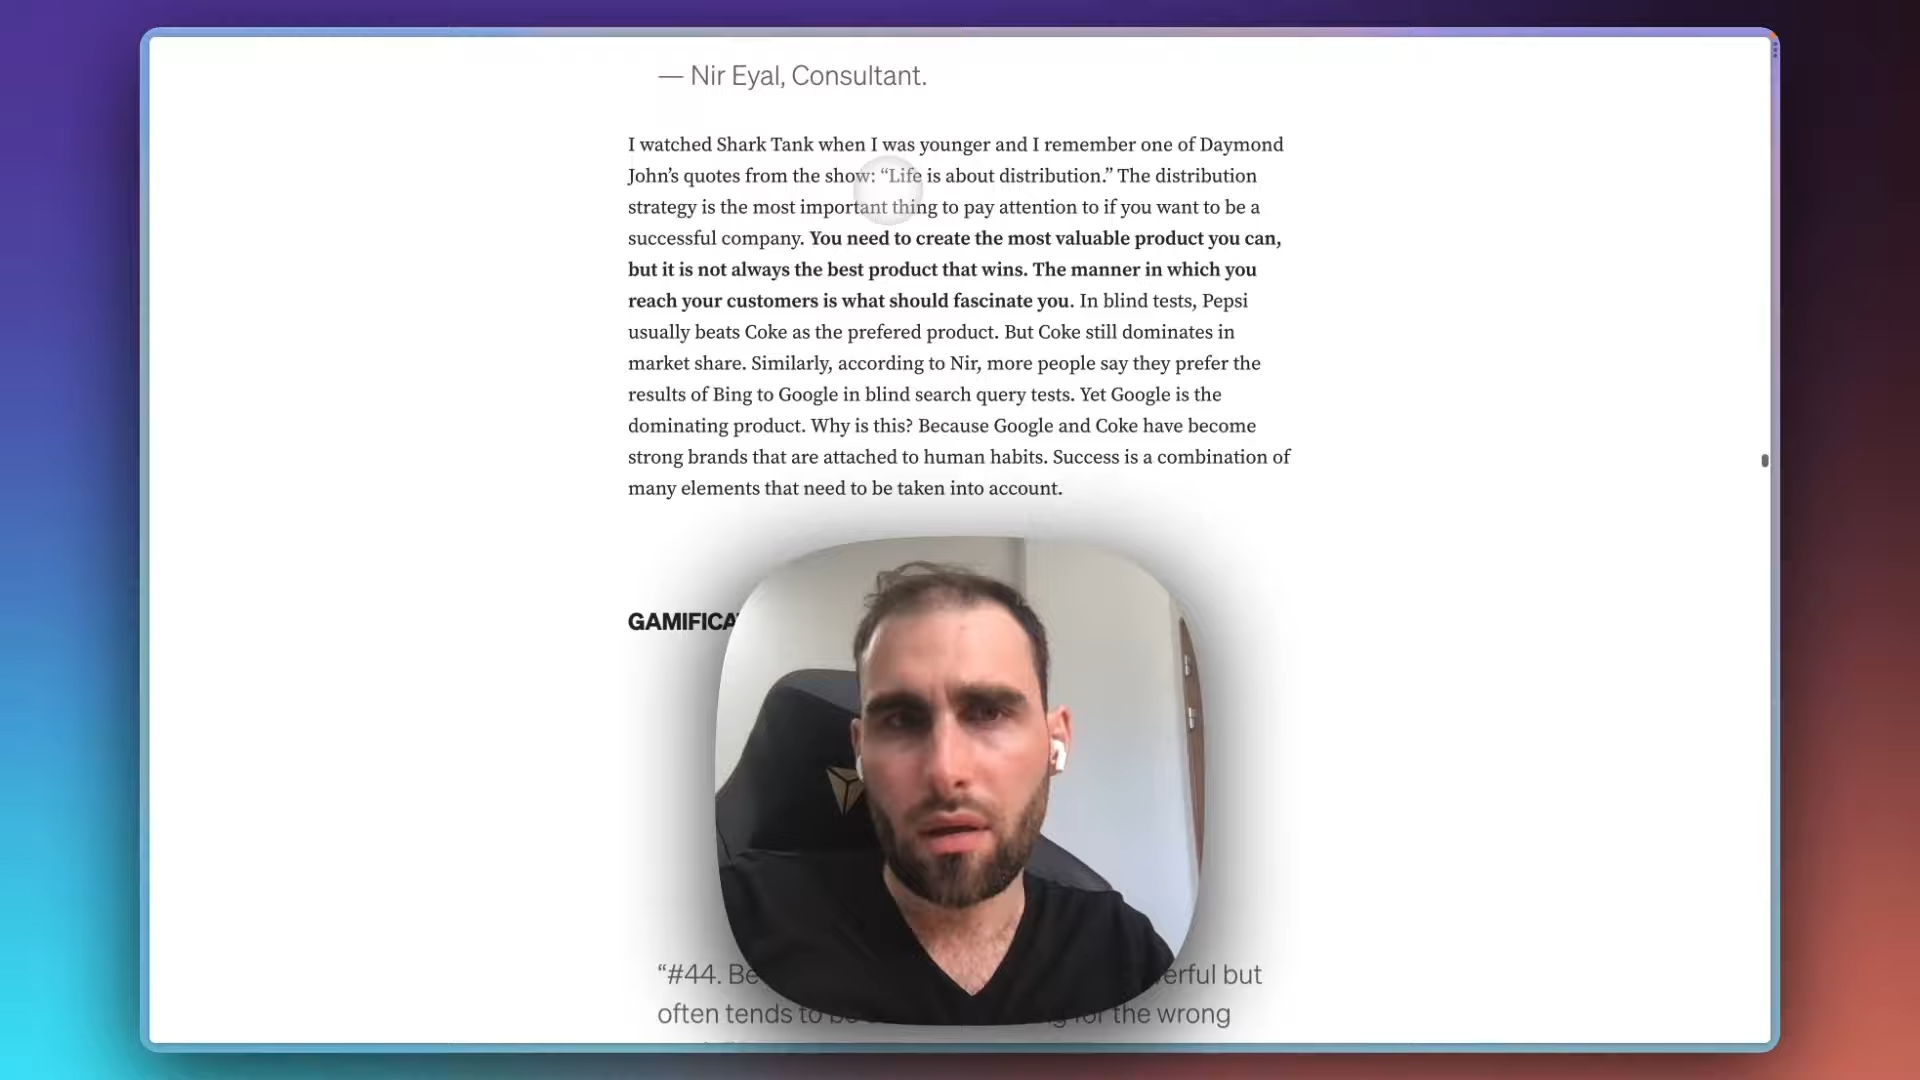 — Nir Eyal, Consultant.
I watched Shark Tank when I was younger and I remember one of Daymond
John’s quotes from the show: “Life is about distribution.” The distribution
strategy is the most important thing to pay attention to if you want to be a
successful company. You need to create the most valuable product you can,
but it is not always the best product that wins. The manner in which you
reach your customers is what should fascinate you. In blind tests, Pepsi
usually beats Coke as the prefered product. But Coke still dominates in
market share. Similarly, according to Nir, more people say they prefer the
results of Bing to Google in blind search query tests. Yet Google is the
dominating product. Why is this? Because Google and Coke have become
strong brands that are attached to human habits. Success is a combination of
many elements that need to be taken into account.
“#44. but
often tends to the wrong